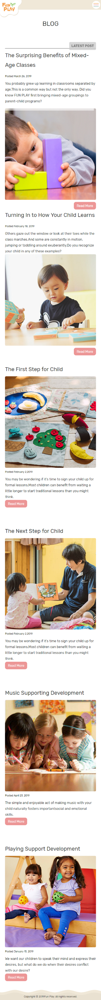 FUN
PLAY
BLOG
LATEST POST
The Surprising Benefits of Mixed-
Age Classes
Posted March 26, 2019
You probably grew up learning in classrooms separated by
age.This is a common way but not the only way. Did you
know FUN PLAY first bringing mixed-age groupings to
parent-child programs?
Read More
Turning In to How Your Child Learns
Posted February 18, 2019
Others gaze out the window or look at their toes while the
class marches.And some are constantly in motion,
jumping or toddling around exuberantly.Do you recognize
your child in any of these examples?
Read More
The First Step for Child
Posted February 2,2019
You may be wondering if it's time to sign your child up for
formal lessons.Most children can benefit from waiting a
little longer to start traditional lessons than you might
think.
Read More
The Next Step for Child
Posted February 2,2019
You may be wondering if it's time to sign your child up for
formal lessons.Most children can benefit from waiting a
little longer to start traditional lessons than you might
think.
Read More
Music Supporting Development
Posted April 23, 2019
The simple and enjoyable act of making music with your
child naturally fosters importantsocial and emotional
skills.
Read More
Playing Support Development
Posted January 15, 2019
We want our children to speak their mind and express their
desires, but what do we do when their desires conflict
with our desire?
Read More
Copyright © 2019Fun Play. All rights reserved.